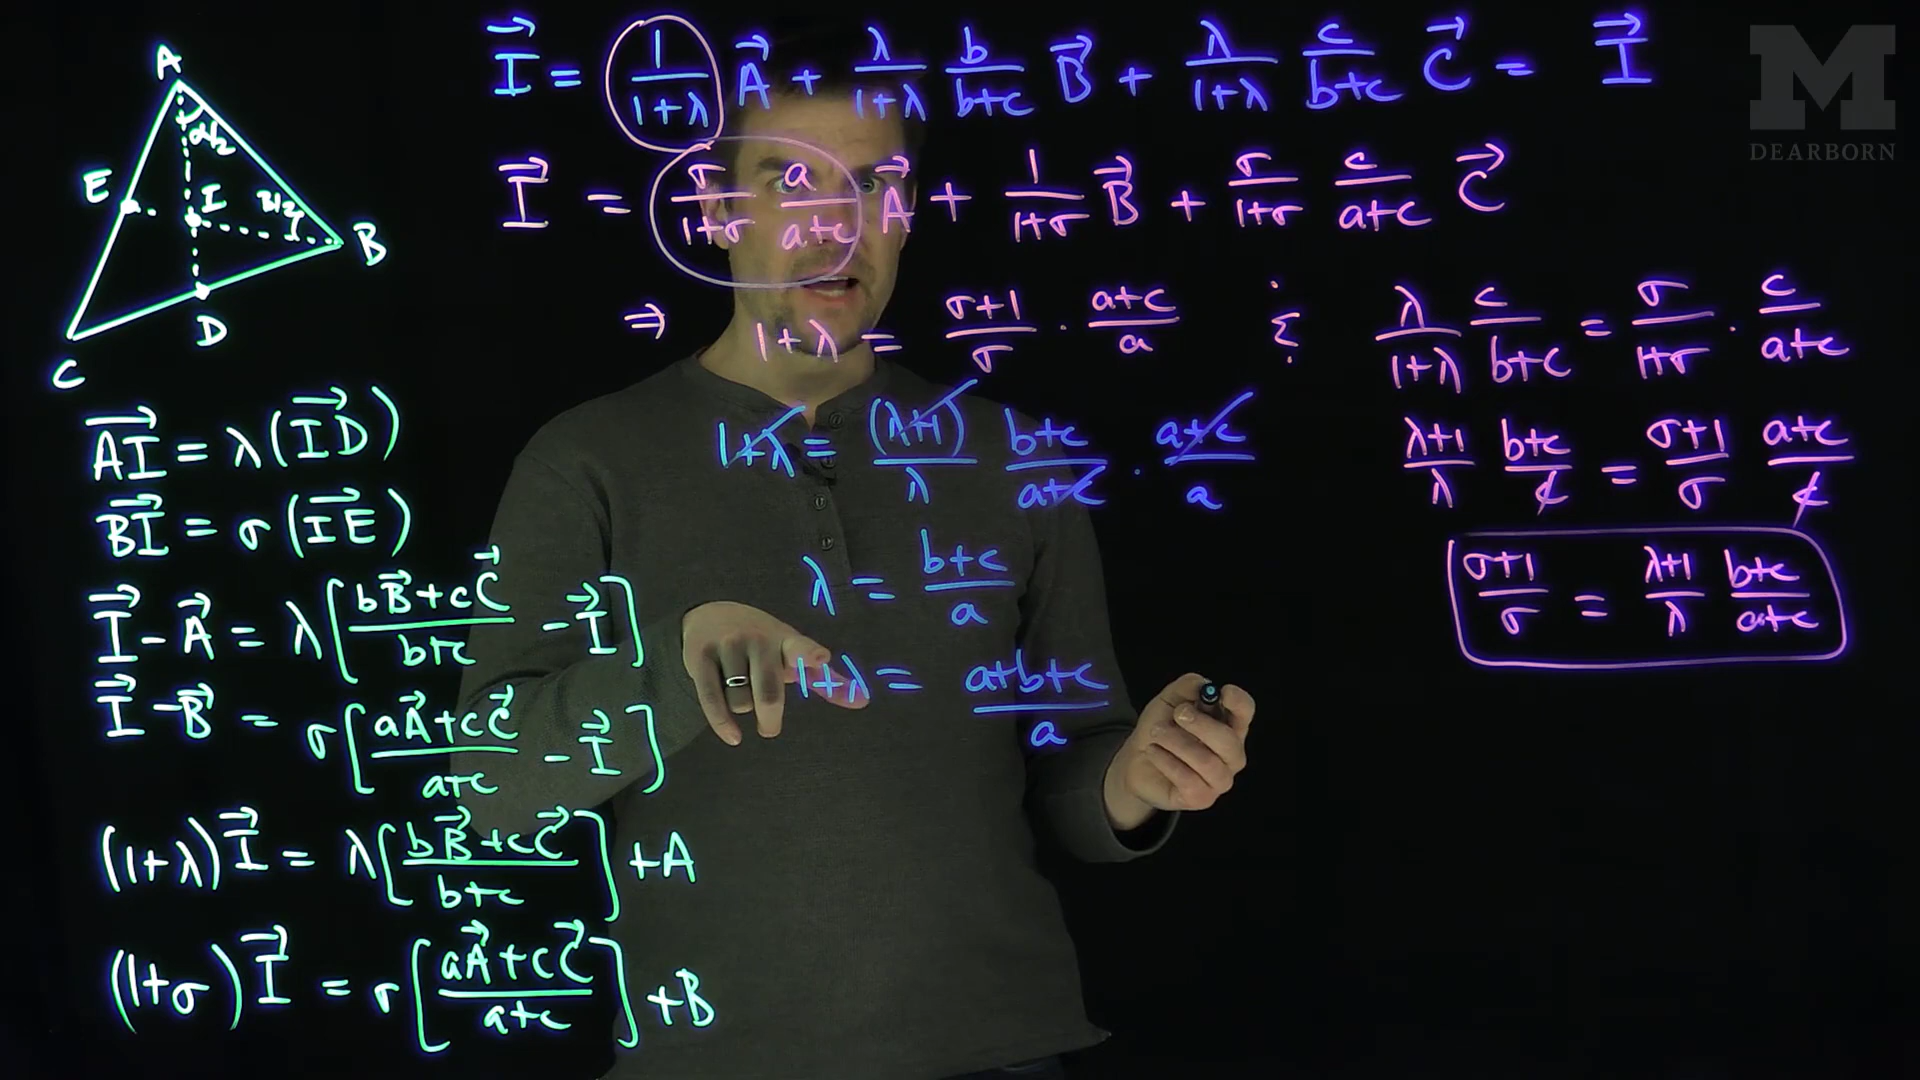 I⃗ = 1/(1+λ) A⃗ + λ/(1+λ) b/(b+c) B⃗ + λ/(1+λ) c/(b+c) C⃗ = I⃗
M
DEARBORN
I⃗ = σ/(1+σ) a/(a+c) A⃗ + 1/(1+σ) B⃗ + σ/(1+σ) c/(a+c) C⃗
⇒ 1+λ = (σ+1)/σ · (a+c)/a & λ/(1+λ) c/(b+c) = σ/(1+σ) · c/(a+c)
1+λ = (λ+1)/λ (b+c)/(a+c) · (a+c)/a
(λ+1)/λ (b+c)/c = (σ+1)/σ (a+c)/c
λ = (b+c)/a
(σ+1)/σ = (λ+1)/λ (b+c)/(a+c)
1+λ = (a+b+c)/a
A
α/2
E
I
B
D
C
AI⃗ = λ(ID⃗)
BI⃗ = σ(IE⃗)
I⃗ - A⃗ = λ[(bB⃗+cC⃗)/(b+c) - I⃗]
I⃗ - B⃗ = σ[(aA⃗+cC⃗)/(a+c) - I⃗]
(1+λ)I⃗ = λ[(bB⃗+cC⃗)/(b+c)] + A
(1+σ)I⃗ = σ[(aA⃗+cC⃗)/(a+c)] + B